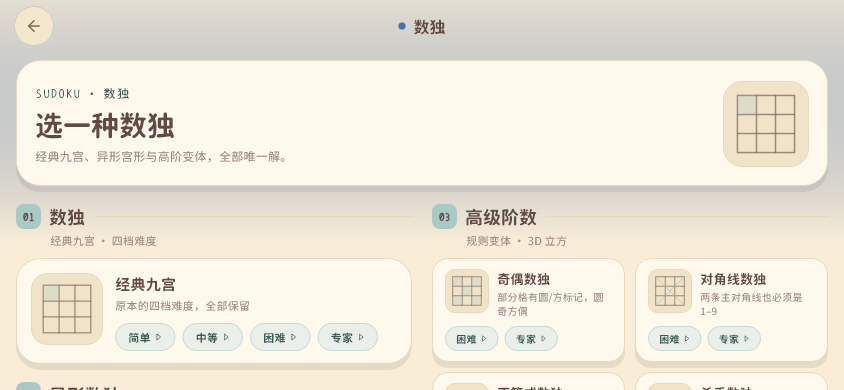 数独
SUDOKU • 数独
选一种数独
经典九宫、异形宫形与高阶变体，全部唯一解。
01 数独
经典九宫 • 四档难度
经典九宫
原本的四档难度，全部保留
简单
中等
困难
专家
03 高级阶数
规则变体 • 3D 立方
奇偶数独
部分格有圆/方标记，圆
奇方偶
困难
专家
对角线数独
两条主对角线也必须是
1–9
困难
专家